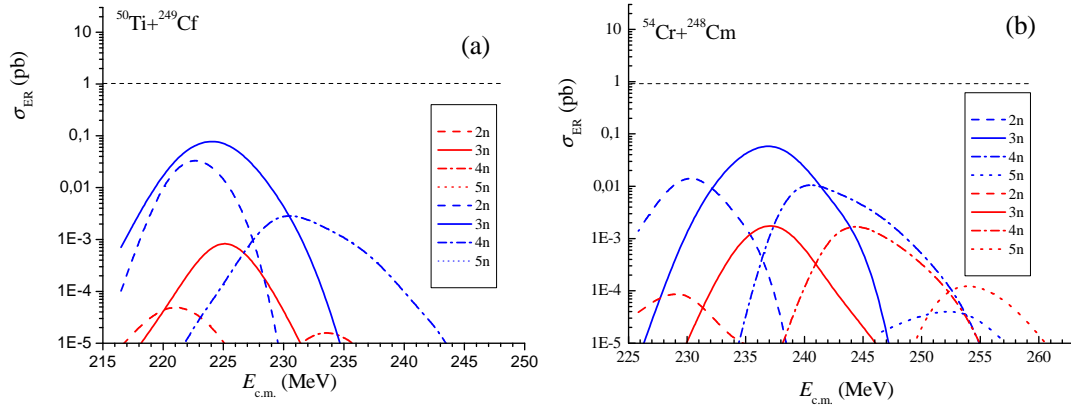 ⁵⁰Ti+²⁴⁹Cf
(a)
σER (pb)
10
1
0,1
0,01
1E-3
1E-4
1E-5
215 220 225 230 235 240 245 250
Ec.m. (MeV)
2n
3n
4n
5n
2n
3n
4n
5n
⁵⁴Cr+²⁴⁸Cm
(b)
σER (pb)
10
1
0,1
0,01
1E-3
1E-4
1E-5
225 230 235 240 245 250 255 260
Ec.m. (MeV)
2n
3n
4n
5n
2n
3n
4n
5n